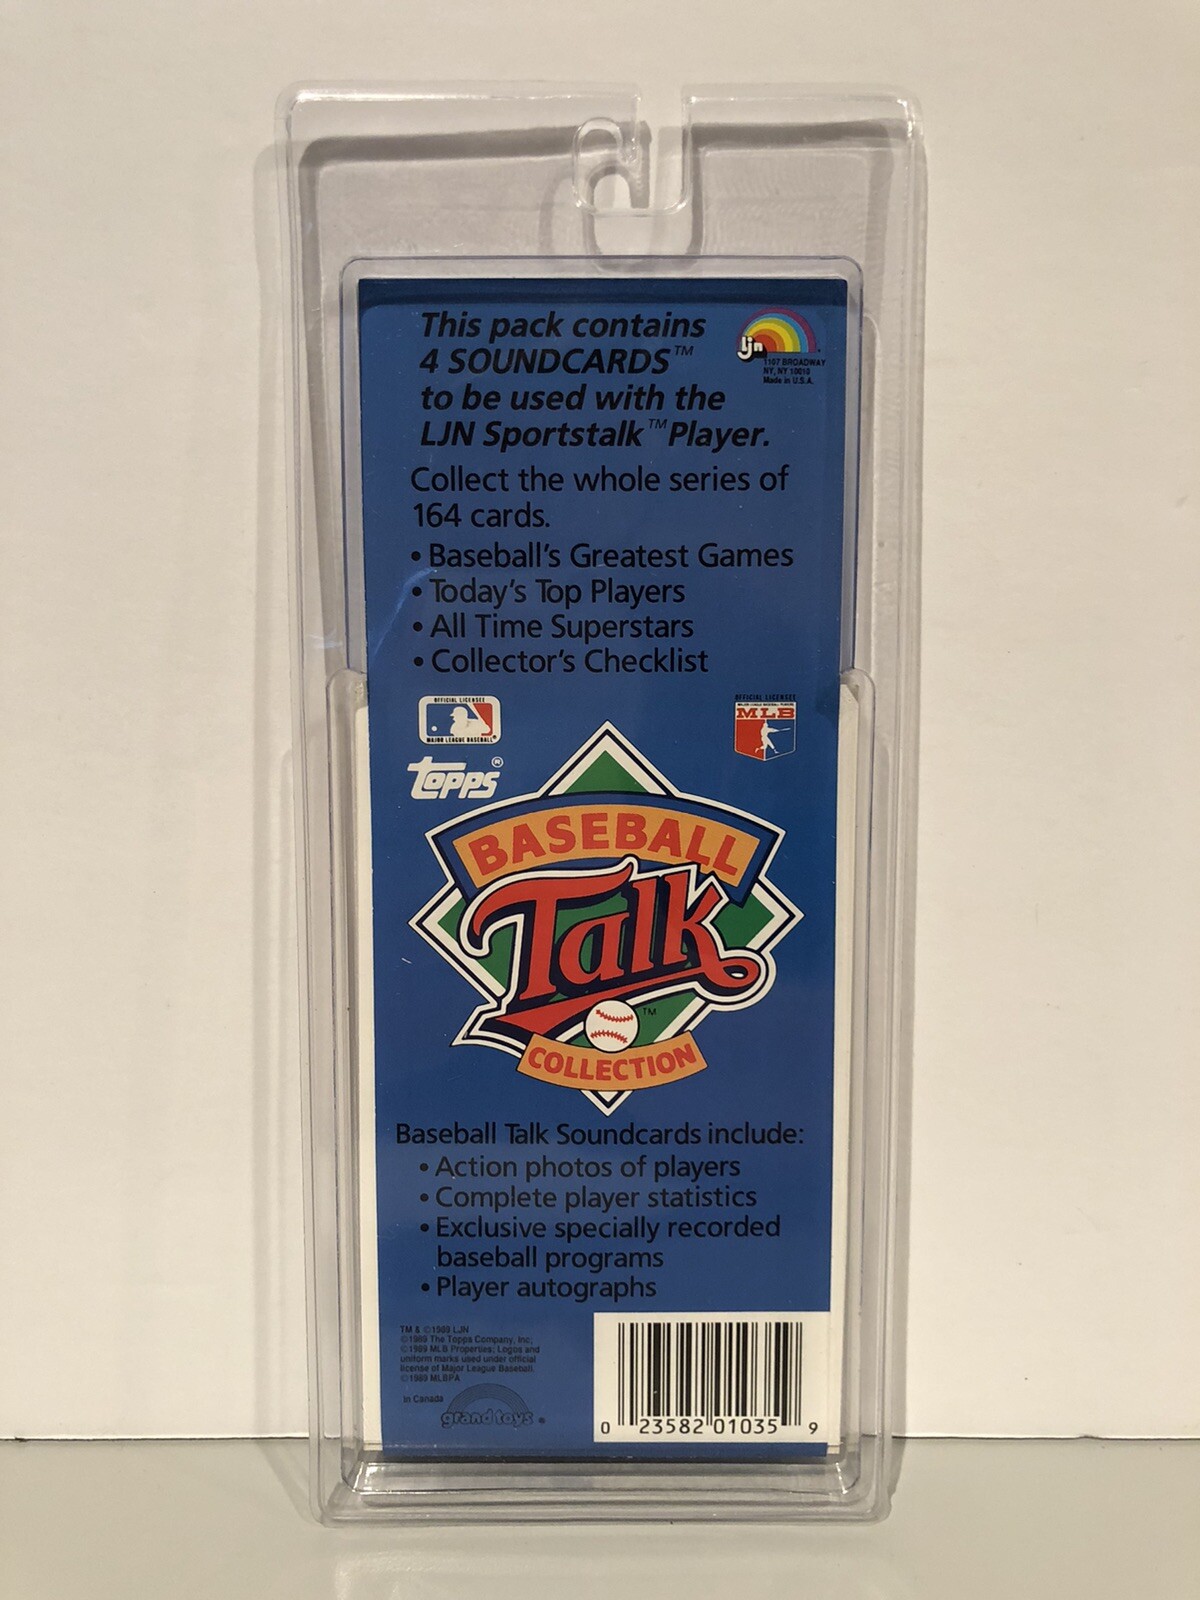 This pack contains
4 SOUNDCARDS™
to be used with the
LJN Sportstalk™ Player.
ljn
1107 BROADWAY
NY, NY 10010
Made in U.S.A.
Collect the whole series of
164 cards.
• Baseball's Greatest Games
• Today's Top Players
• All Time Superstars
• Collector's Checklist
OFFICIAL LICENSEE
MAJOR LEAGUE BASEBALL®
OFFICIAL LICENSEE
MLB
Topps®
BASEBALL
Talk™
COLLECTION
Baseball Talk Soundcards include:
• Action photos of players
• Complete player statistics
• Exclusive specially recorded
baseball programs
• Player autographs
TM & ©1989 LJN
©1989 The Topps Company, Inc;
©1989 MLB Properties; Logos and
uniform marks used under official
license of Major League Baseball
©1989 MLBPA
in Canada
grand toys®
0 23582 01035 9